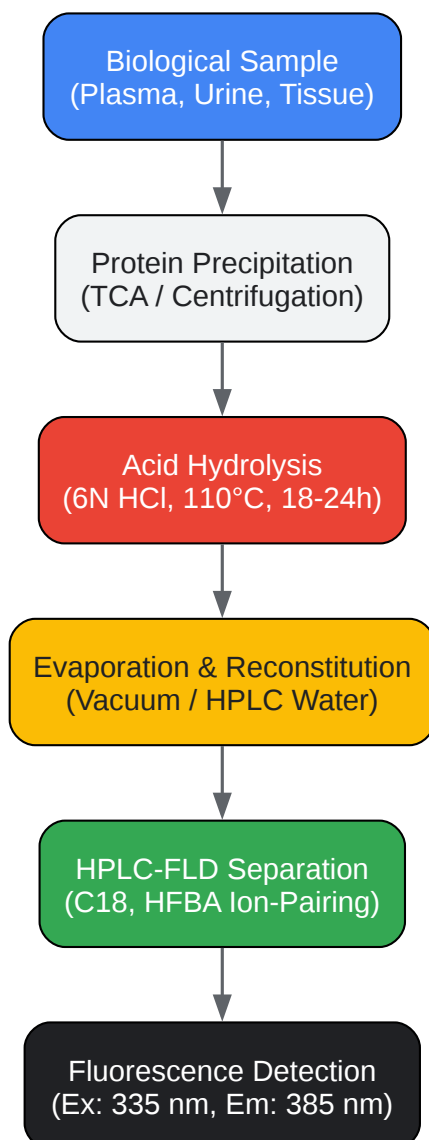 Biological Sample
(Plasma, Urine, Tissue)
Protein Precipitation
(TCA / Centrifugation)
Acid Hydrolysis
(6N HCl, 110°C, 18-24h)
Evaporation & Reconstitution
(Vacuum / HPLC Water)
HPLC-FLD Separation
(C18, HFBA Ion-Pairing)
Fluorescence Detection
(Ex: 335 nm, Em: 385 nm)